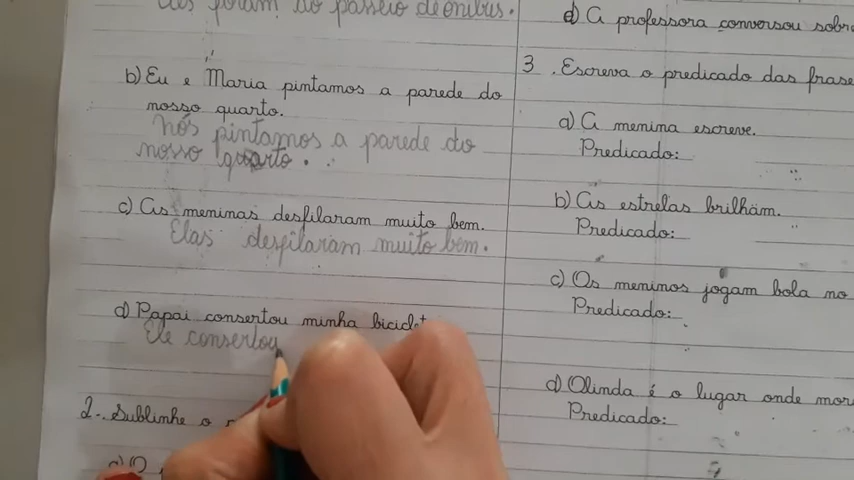 foram ao passeio de ônibus.
b) Eu e Maria pintamos a parede do
nosso quarto.
Nós pintamos a parede do
nosso quarto.
c) As meninas desfilaram muito bem.
Elas desfilaram muito bem.
d) Papai consertou minha
Ele consertou
2-. Sublinhe o
a) O
d) A professora conversou
3. Escreva o predicado das
a) A menina escreve.
Predicado:
b) As estrelas brilham.
Predicado:
c) Os meninos jogam bola no
Predicado:
d) Olinda é o lugar onde
Predicado: